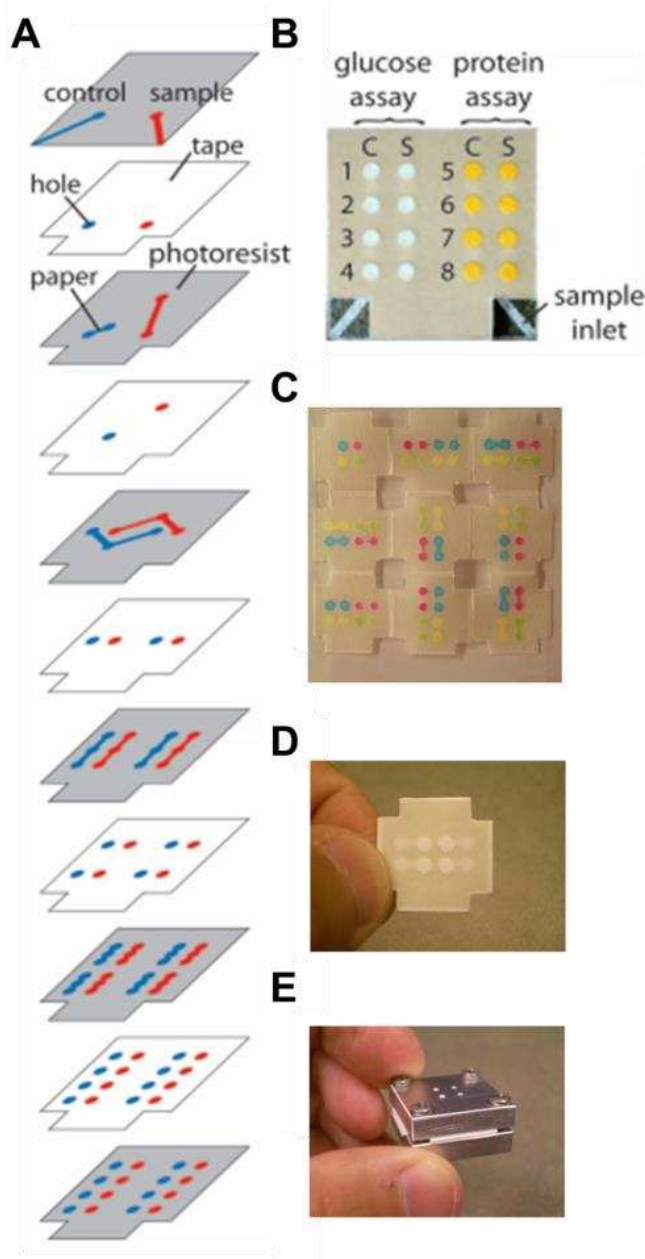 A
control sample
tape
hole
photoresist
paper
B
glucose protein
assay assay
C S C S
1 5
2 6
3 7
4 8
sample
inlet
C
D
E